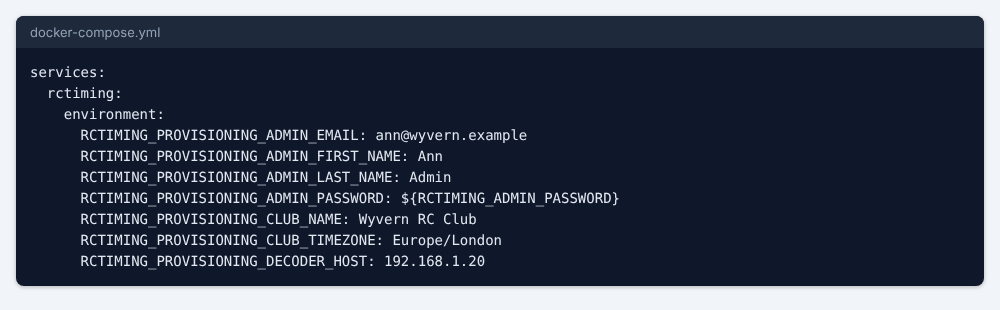 docker-compose.yml
services:
  rctiming:
    environment:
      RCTIMING_PROVISIONING_ADMIN_EMAIL: ann@wyvern.example
      RCTIMING_PROVISIONING_ADMIN_FIRST_NAME: Ann
      RCTIMING_PROVISIONING_ADMIN_LAST_NAME: Admin
      RCTIMING_PROVISIONING_ADMIN_PASSWORD: ${RCTIMING_ADMIN_PASSWORD}
      RCTIMING_PROVISIONING_CLUB_NAME: Wyvern RC Club
      RCTIMING_PROVISIONING_CLUB_TIMEZONE: Europe/London
      RCTIMING_PROVISIONING_DECODER_HOST: 192.168.1.20